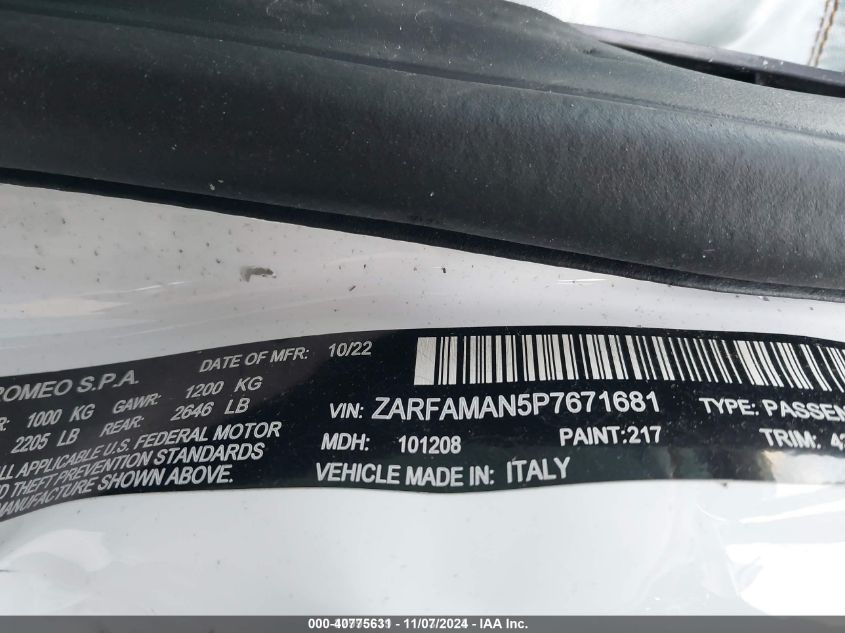 ROMEO S.P.A. DATE OF MFR: 10/22
1000 KG GAWR: 1200 KG
2205 LB REAR: 2646 LB
ALL APPLICABLE U.S. FEDERAL MOTOR
THEFT PREVENTION STANDARDS
MANUFACTURE SHOWN ABOVE.
VIN: ZARFAMAN5P7671681 TYPE: PASSEN
MDH: 101208 PAINT:217 TRIM:
VEHICLE MADE IN: ITALY
000-40775631 - 11/07/2024 - IAA Inc.